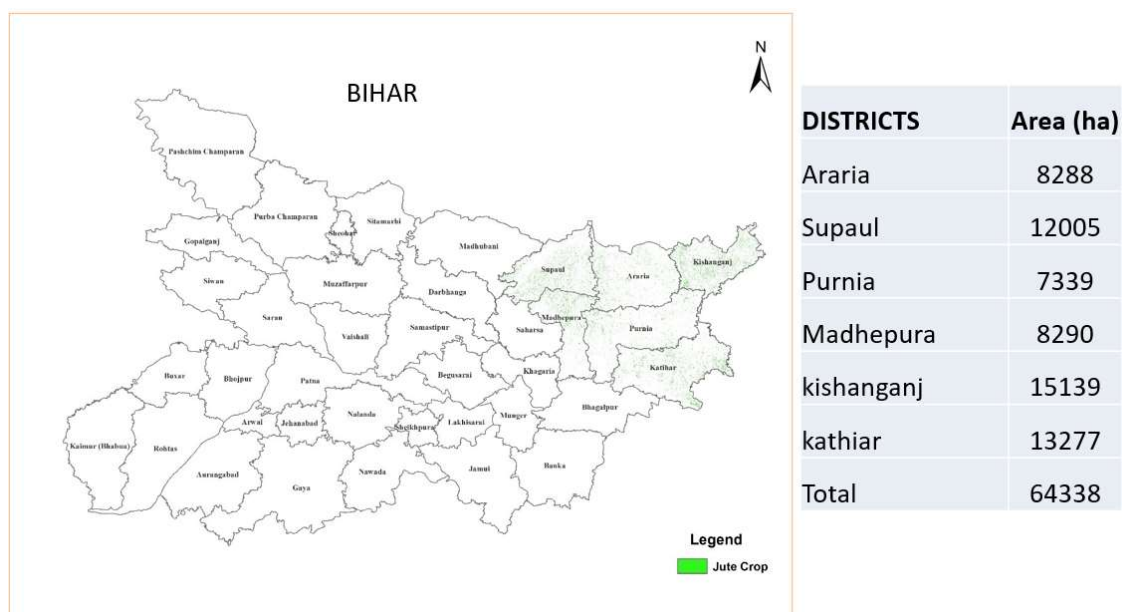 N
BIHAR
Pashchim Champaran
Purba Champaran
Sheohar
Sitamarhi
Gopalganj
Madhubani
Siwan
Muzaffarpur
Darbhanga
Supaul
Araria
Kishanganj
Saran
Vaishali
Samastipur
Saharsa
Madhepura
Purnia
Katihar
Buxar
Bhojpur
Patna
Begusarai
Khagaria
Bhagalpur
Kaimur (Bhabua)
Rohtas
Arwal
Jehanabad
Nalanda
Sheikhpura
Lakhisarai
Munger
Aurangabad
Gaya
Nawada
Jamui
Banka
Legend
Jute Crop
DISTRICTS Area (ha)
Araria 8288
Supaul 12005
Purnia 7339
Madhepura 8290
kishanganj 15139
kathiar 13277
Total 64338